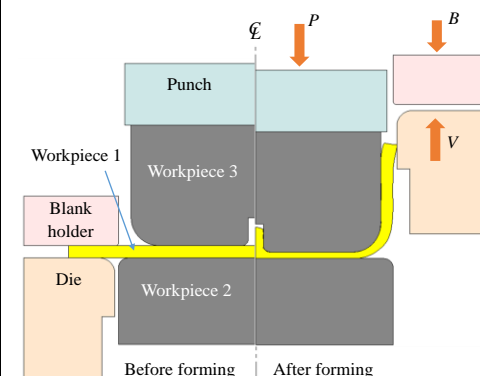 ℄
P
B
Punch
V
Workpiece 1
Workpiece 3
Blank
holder
Die
Workpiece 2
Before forming
After forming